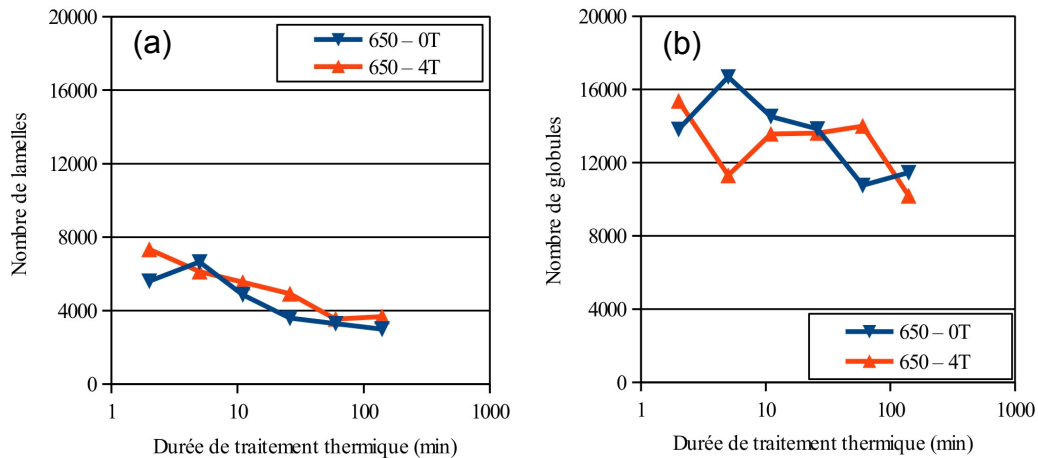 (a)
650 – 0T
650 – 4T
20000
16000
12000
8000
4000
0
Nombre de lamelles
1
10
100
1000
Durée de traitement thermique (min)
(b)
20000
16000
12000
8000
4000
0
Nombre de globules
650 – 0T
650 – 4T
1
10
100
1000
Durée de traitement thermique (min)